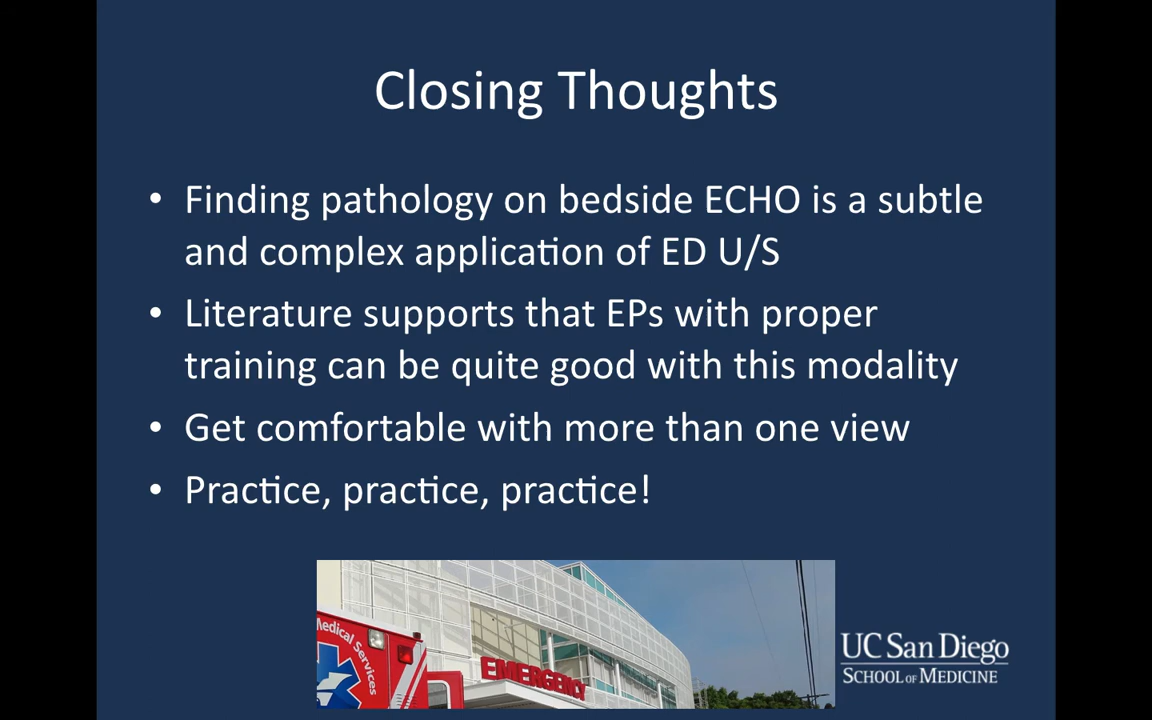 Closing Thoughts
• Finding pathology on bedside ECHO is a subtle
and complex application of ED U/S
• Literature supports that EPs with proper
training can be quite good with this modality
• Get comfortable with more than one view
• Practice, practice, practice!
Medical Services
EMERGENCY
UC San Diego
SCHOOL OF MEDICINE